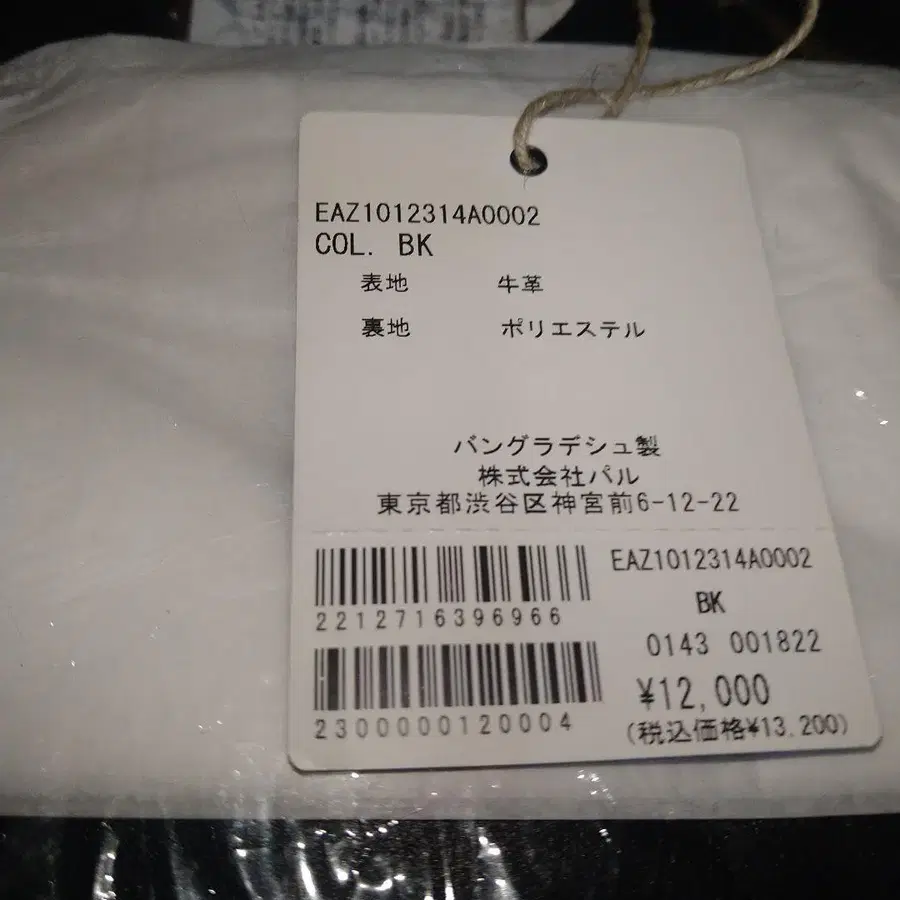 EAZ1012314A0002
COL. BK
表地 牛革
裏地 ポリエステル
バングラデシュ製
株式会社パル
東京都渋谷区神宮前6-12-22
EAZ1012314A0002
BK
2212716396966
0143 001822
¥12,000
2300000120004
(税込価格¥13.200)